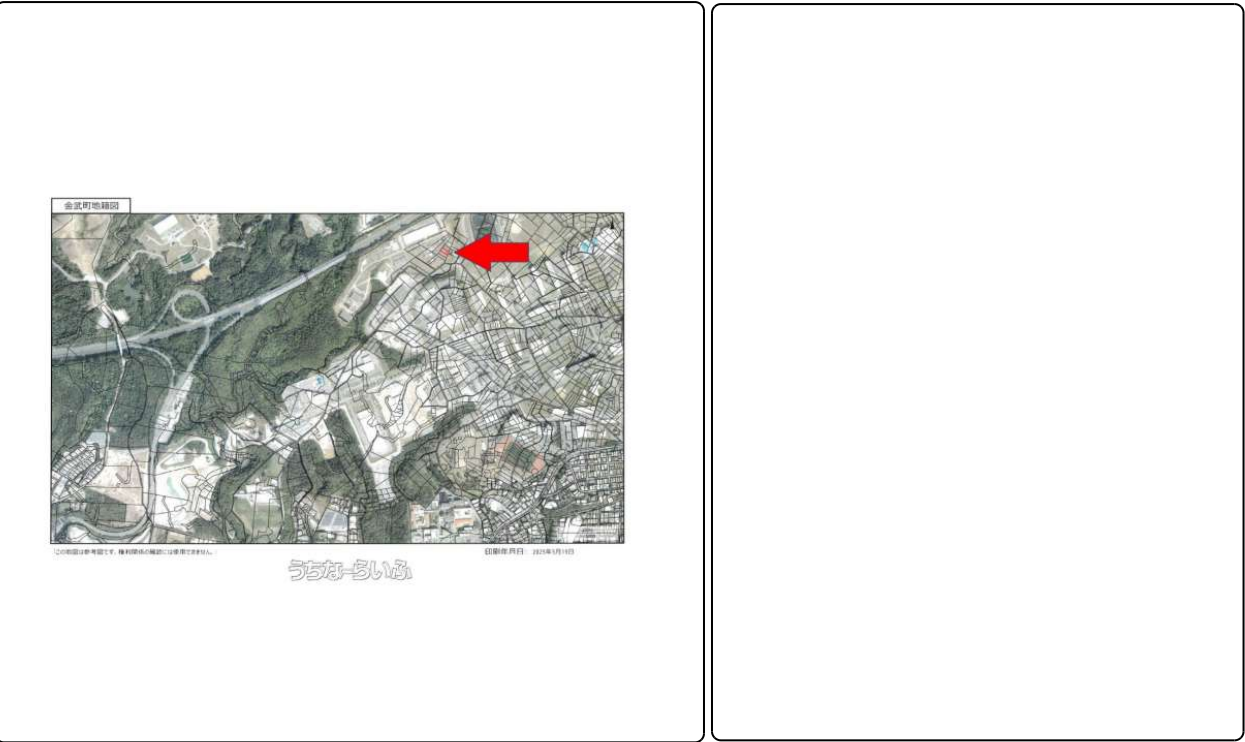 金武町地籍図
この地図は参考図です。権利関係の確認には使用できません。
印刷年月日: 2025年5月19日
うちなーらいふ